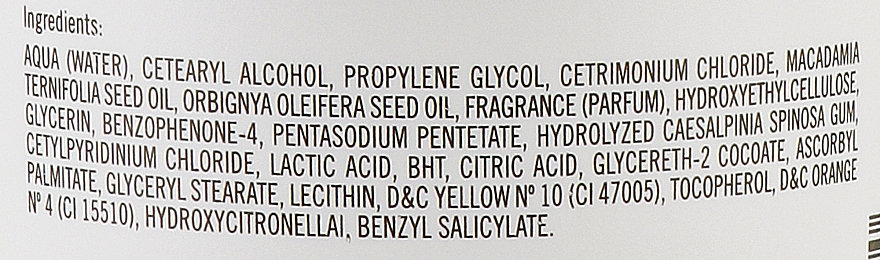 Ingredients:
AQUA (WATER), CETEARYL ALCOHOL, PROPYLENE GLYCOL, CETRIMONIUM CHLORIDE, MACADAMIA
TERNIFOLIA SEED OIL, ORBIGNYA OLEIFERA SEED OIL, FRAGRANCE (PARFUM), HYDROXYETHYLCELLULOSE,
GLYCERIN, BENZOPHENONE-4, PENTASODIUM PENTETATE, HYDROLYZED CAESALPINIA SPINOSA GUM,
CETYLPYRIDINIUM CHLORIDE, LACTIC ACID, BHT, CITRIC ACID, GLYCERETH-2 COCOATE, ASCORBYL
PALMITATE, GLYCERYL STEARATE, LECITHIN, D&C YELLOW Nº 10 (CI 47005), TOCOPHEROL, D&C ORANGE
Nº 4 (CI 15510), HYDROXYCITRONELLAL, BENZYL SALICYLATE.